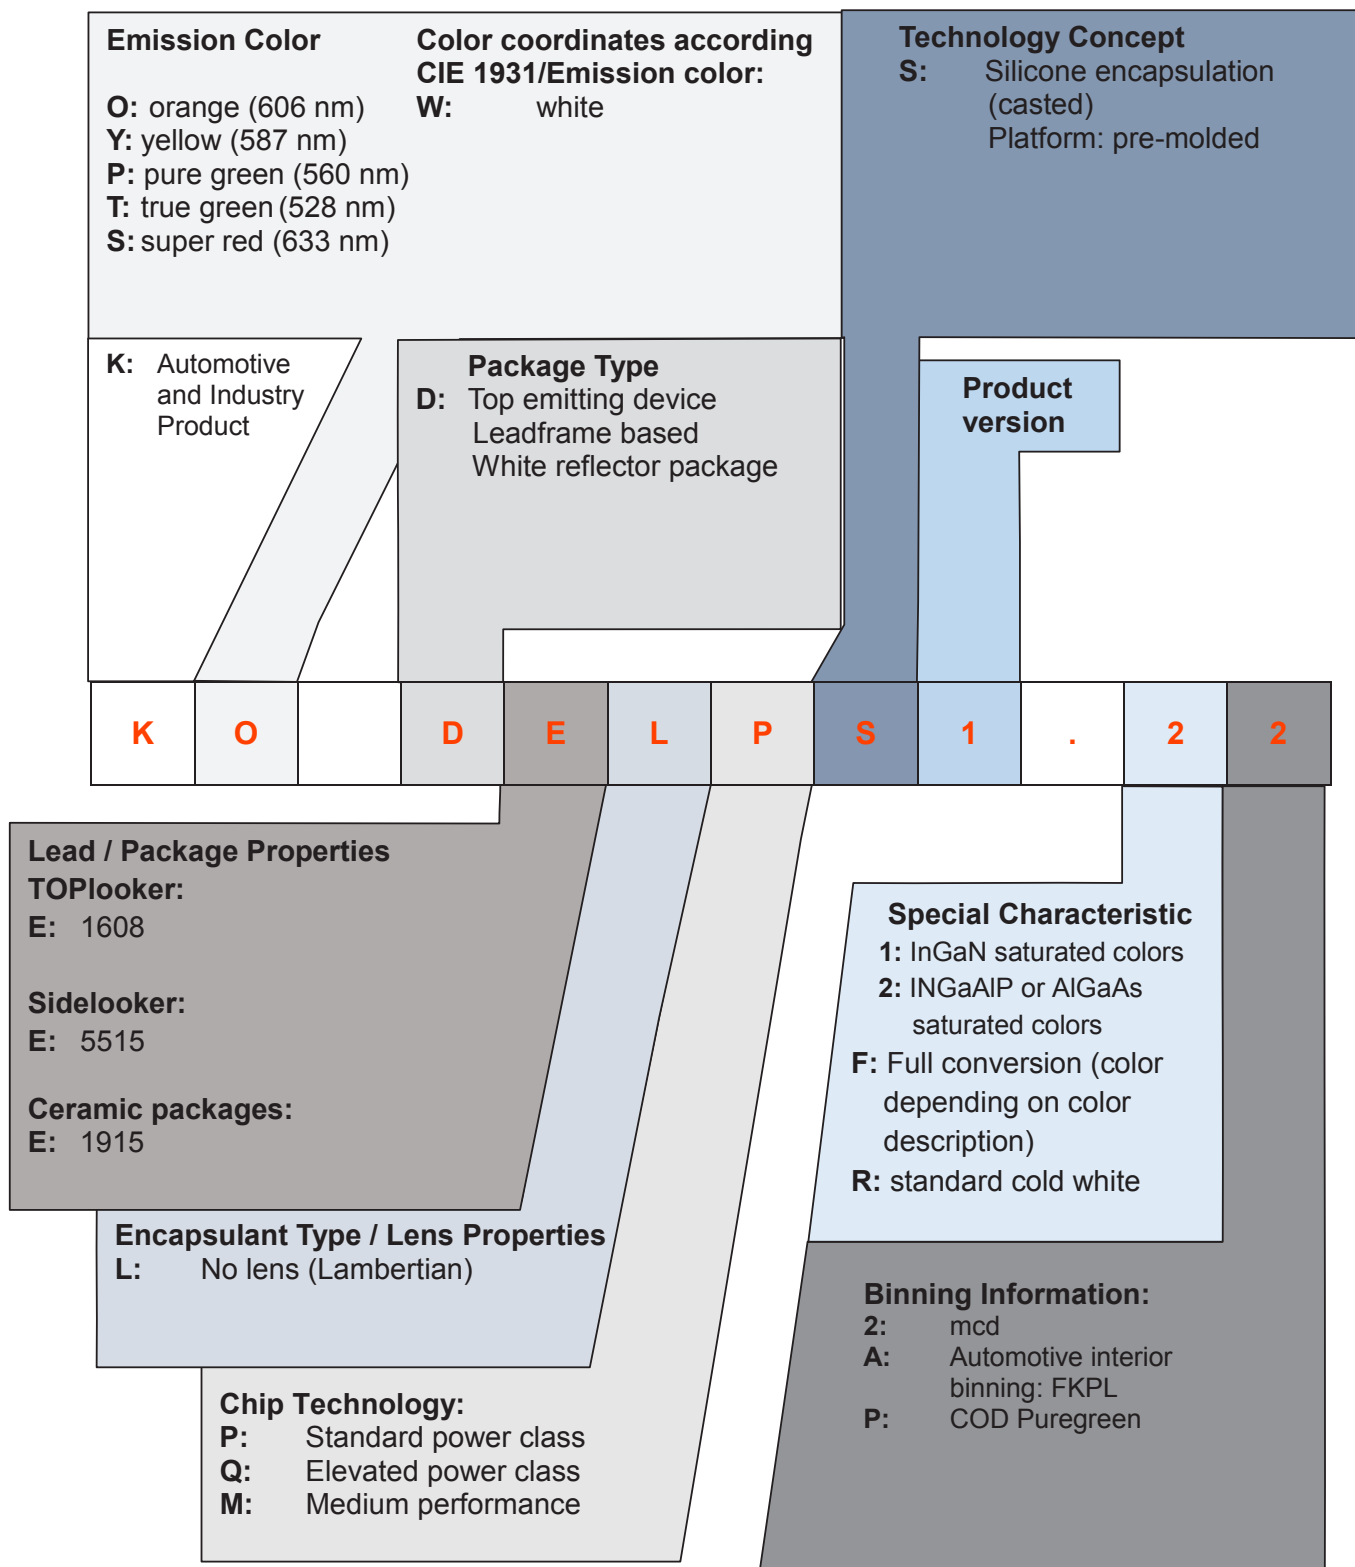 Emission Color
O: orange (606 nm)
Y: yellow (587 nm)
P: pure green (560 nm)
T: true green (528 nm)
S: super red (633 nm)
Color coordinates according
CIE 1931/Emission color:
W: white
Technology Concept
S: Silicone encapsulation
(casted)
Platform: pre-molded
K: Automotive
and Industry
Product
Package Type
D: Top emitting device
Leadframe based
White reflector package
Product
version
K O D E L P S 1 . 2 2
Lead / Package Properties
TOPlooker:
E: 1608
Sidelooker:
E: 5515
Ceramic packages:
E: 1915
Encapsulant Type / Lens Properties
L: No lens (Lambertian)
Chip Technology:
P: Standard power class
Q: Elevated power class
M: Medium performance
Special Characteristic
1: InGaN saturated colors
2: INGaAlP or AlGaAs
saturated colors
F: Full conversion (color
depending on color
description)
R: standard cold white
Binning Information:
2: mcd
A: Automotive interior
binning: FKPL
P: COD Puregreen